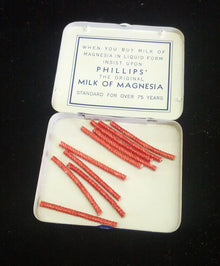 WHEN YOU BUY MILK OF
MAGNESIA IN LIQUID FORM
INSIST UPON
PHILLIPS'
THE ORIGINAL
MILK OF MAGNESIA
STANDARD FOR OVER 75 YEARS